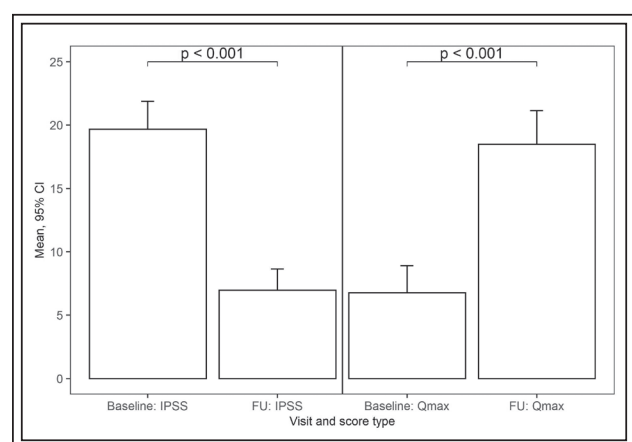 p < 0.001 p < 0.001
25
20
15
10
5
0
Mean, 95% CI
Baseline: IPSS FU: IPSS Baseline: Qmax FU: Qmax
Visit and score type